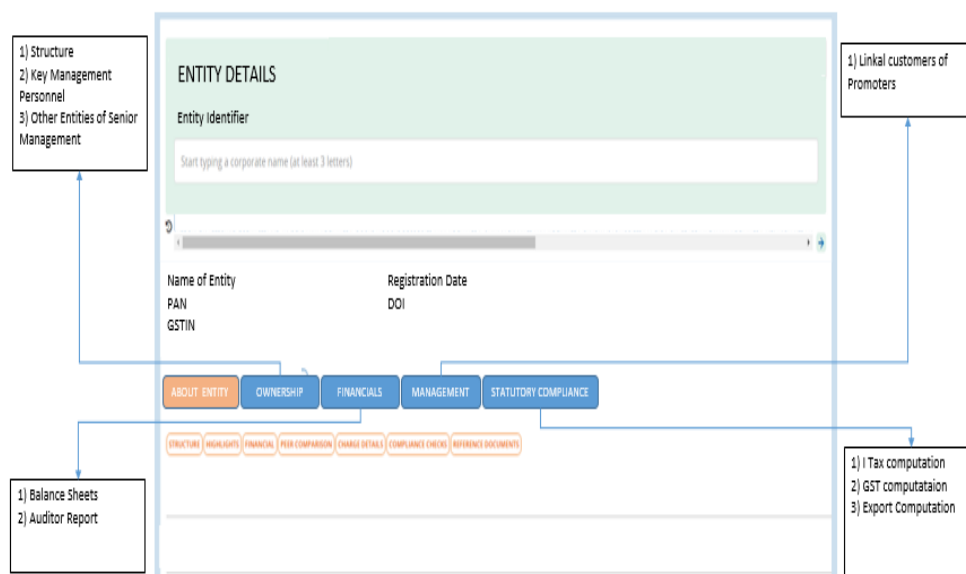 1) Structure
2) Key Management
Personnel
3) Other Entities of Senior
Management
ENTITY DETAILS
Entity Identifier
Start typing a corporate name (at least 3 letters)
1) Linkal customers of
Promoters
Name of Entity
Registration Date
PAN
DOI
GSTIN
ABOUT ENTITY
OWNERSHIP
FINANCIALS
MANAGEMENT
STATUTORY COMPLIANCE
STRUCTURE
HIGHLIGHTS
FINANCIAL
PEER COMPARISON
CHARGE DETAILS
COMPLIANCE CHECKS
REFERENCE DOCUMENTS
1) Balance Sheets
2) Auditor Report
1) I Tax computation
2) GST computataion
3) Export Computation